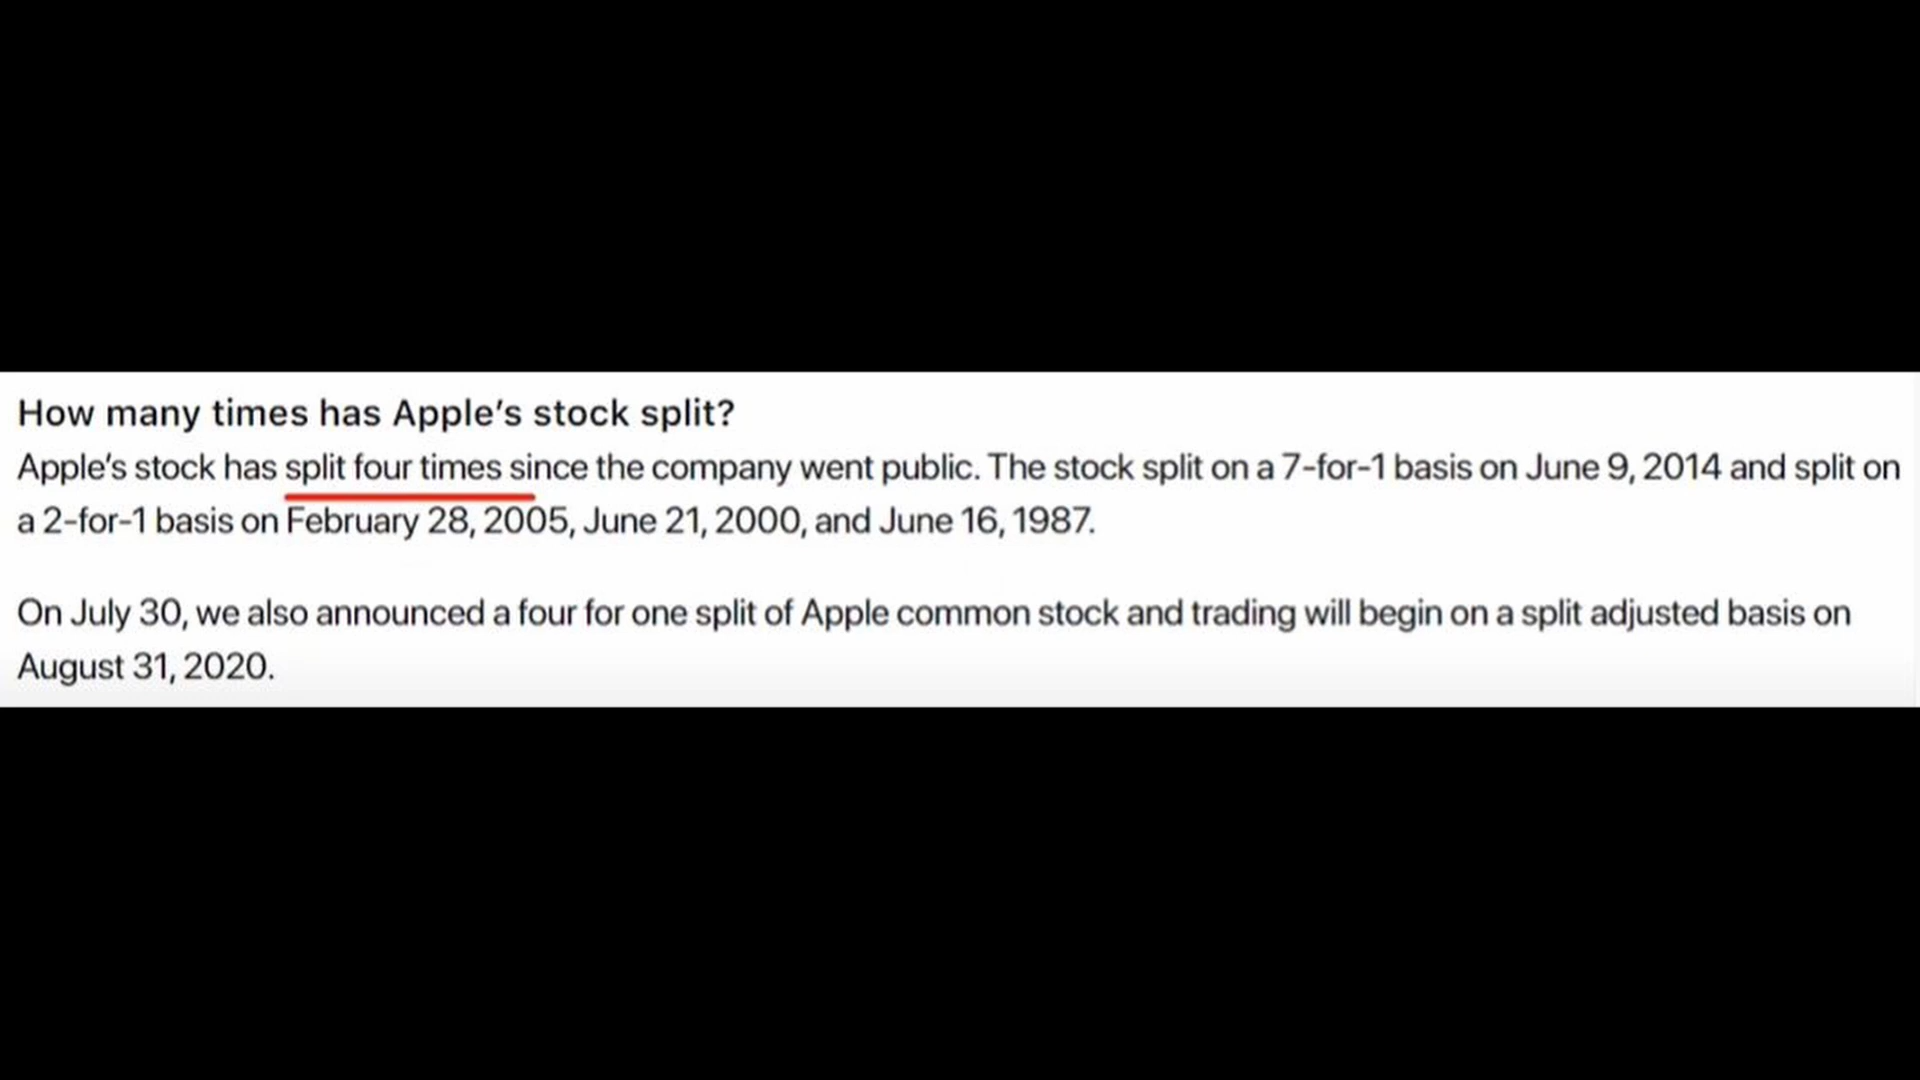 How many times has Apple’s stock split?
Apple’s stock has split four times since the company went public. The stock split on a 7-for-1 basis on June 9, 2014 and split on
a 2-for-1 basis on February 28, 2005, June 21, 2000, and June 16, 1987.
On July 30, we also announced a four for one split of Apple common stock and trading will begin on a split adjusted basis on
August 31, 2020.